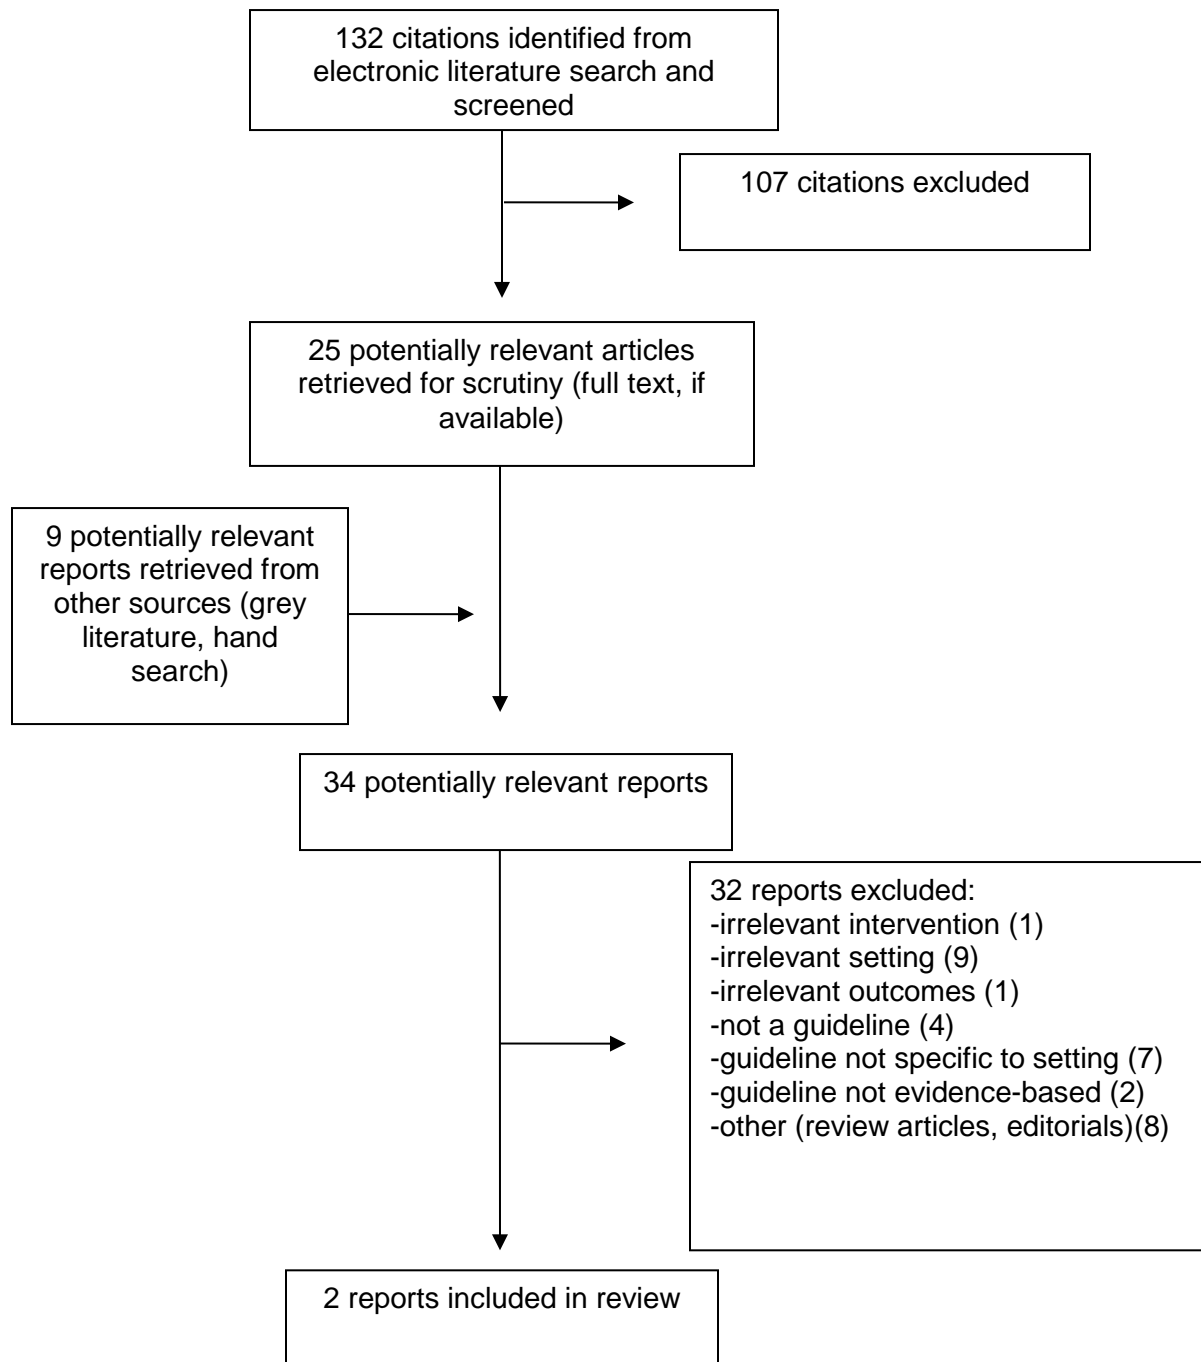 132 citations identified from
electronic literature search and
screened
107 citations excluded
25 potentially relevant articles
retrieved for scrutiny (full text, if
available)
9 potentially relevant
reports retrieved from
other sources (grey
literature, hand
search)
34 potentially relevant reports
32 reports excluded:
-irrelevant intervention (1)
-irrelevant setting (9)
-irrelevant outcomes (1)
-not a guideline (4)
-guideline not specific to setting (7)
-guideline not evidence-based (2)
-other (review articles, editorials)(8)
2 reports included in review